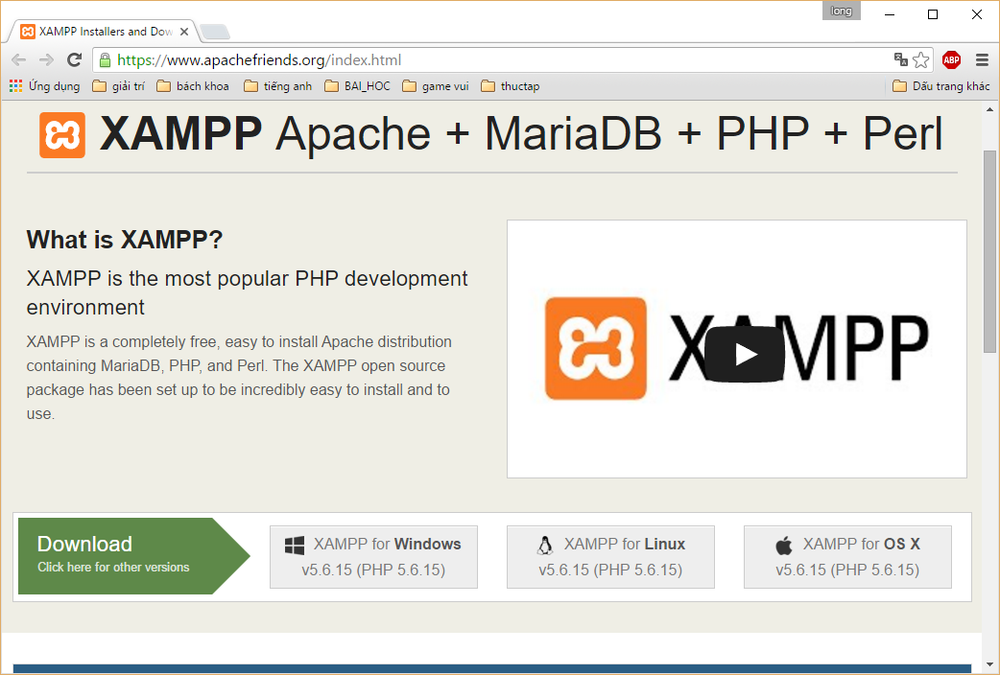 long
XAMPP Installers and Dow
https://www.apachefriends.org/index.html
ABP
Ứng dụng giải trí bách khoa tiếng anh BAI_HOC game vui thuctap Dấu trang khác
XAMPP Apache + MariaDB + PHP + Perl
What is XAMPP?
XAMPP is the most popular PHP development
environment
XAMPP is a completely free, easy to install Apache distribution
containing MariaDB, PHP, and Perl. The XAMPP open source
package has been set up to be incredibly easy to install and to
use.
XAMPP
Download
Click here for other versions
XAMPP for Windows
v5.6.15 (PHP 5.6.15)
XAMPP for Linux
v5.6.15 (PHP 5.6.15)
XAMPP for OS X
v5.6.15 (PHP 5.6.15)